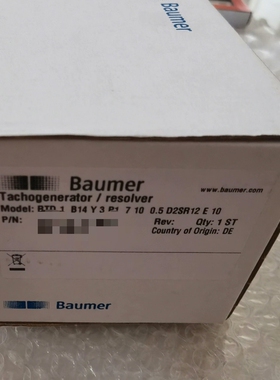 Baumer
Baumer
www.baumer.com
Tachogenerator / resolver
Model: B14 Y 3 7 10 0.5 D2SR12 E 10
P/N:
Rev: Qty: 1 ST
Country of Origin: DE
Baumer